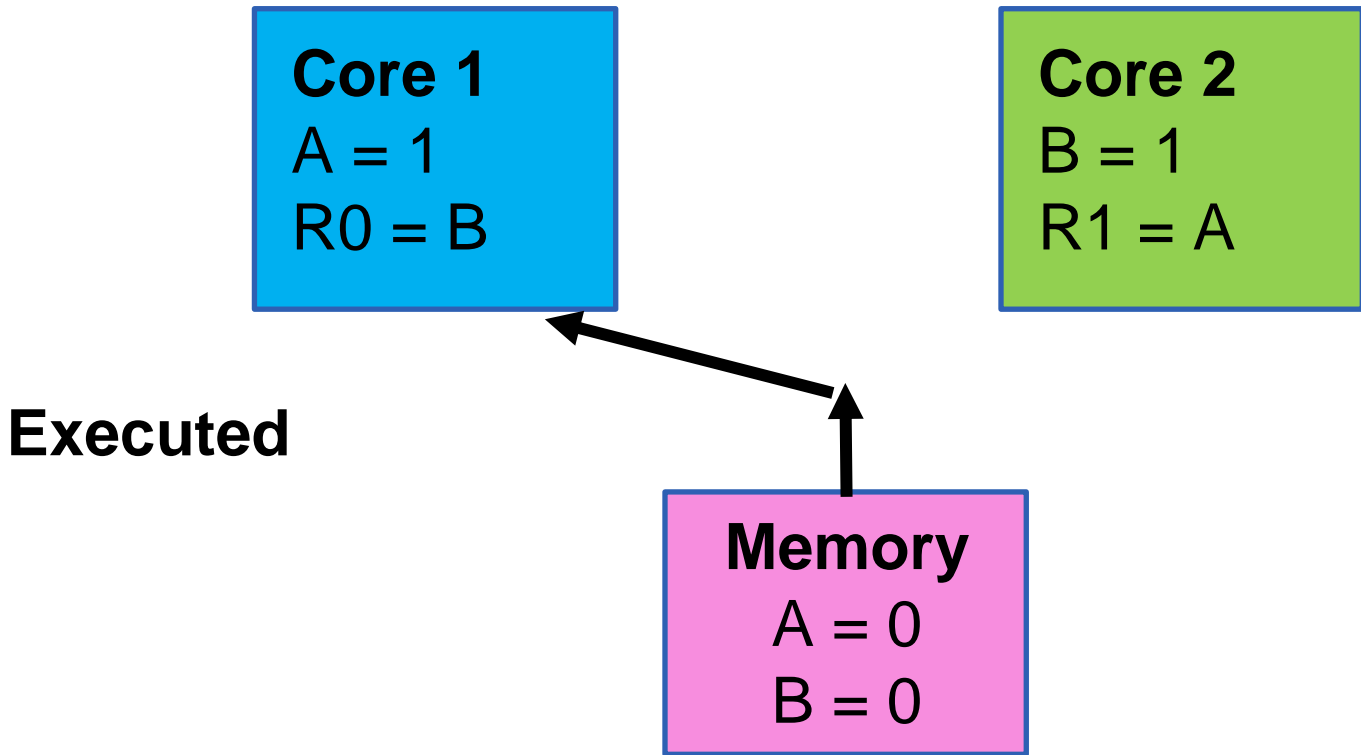 Core 1
A = 1
R0 = B
Core 2
B = 1
R1 = A
Executed
Memory
A = 0
B = 0